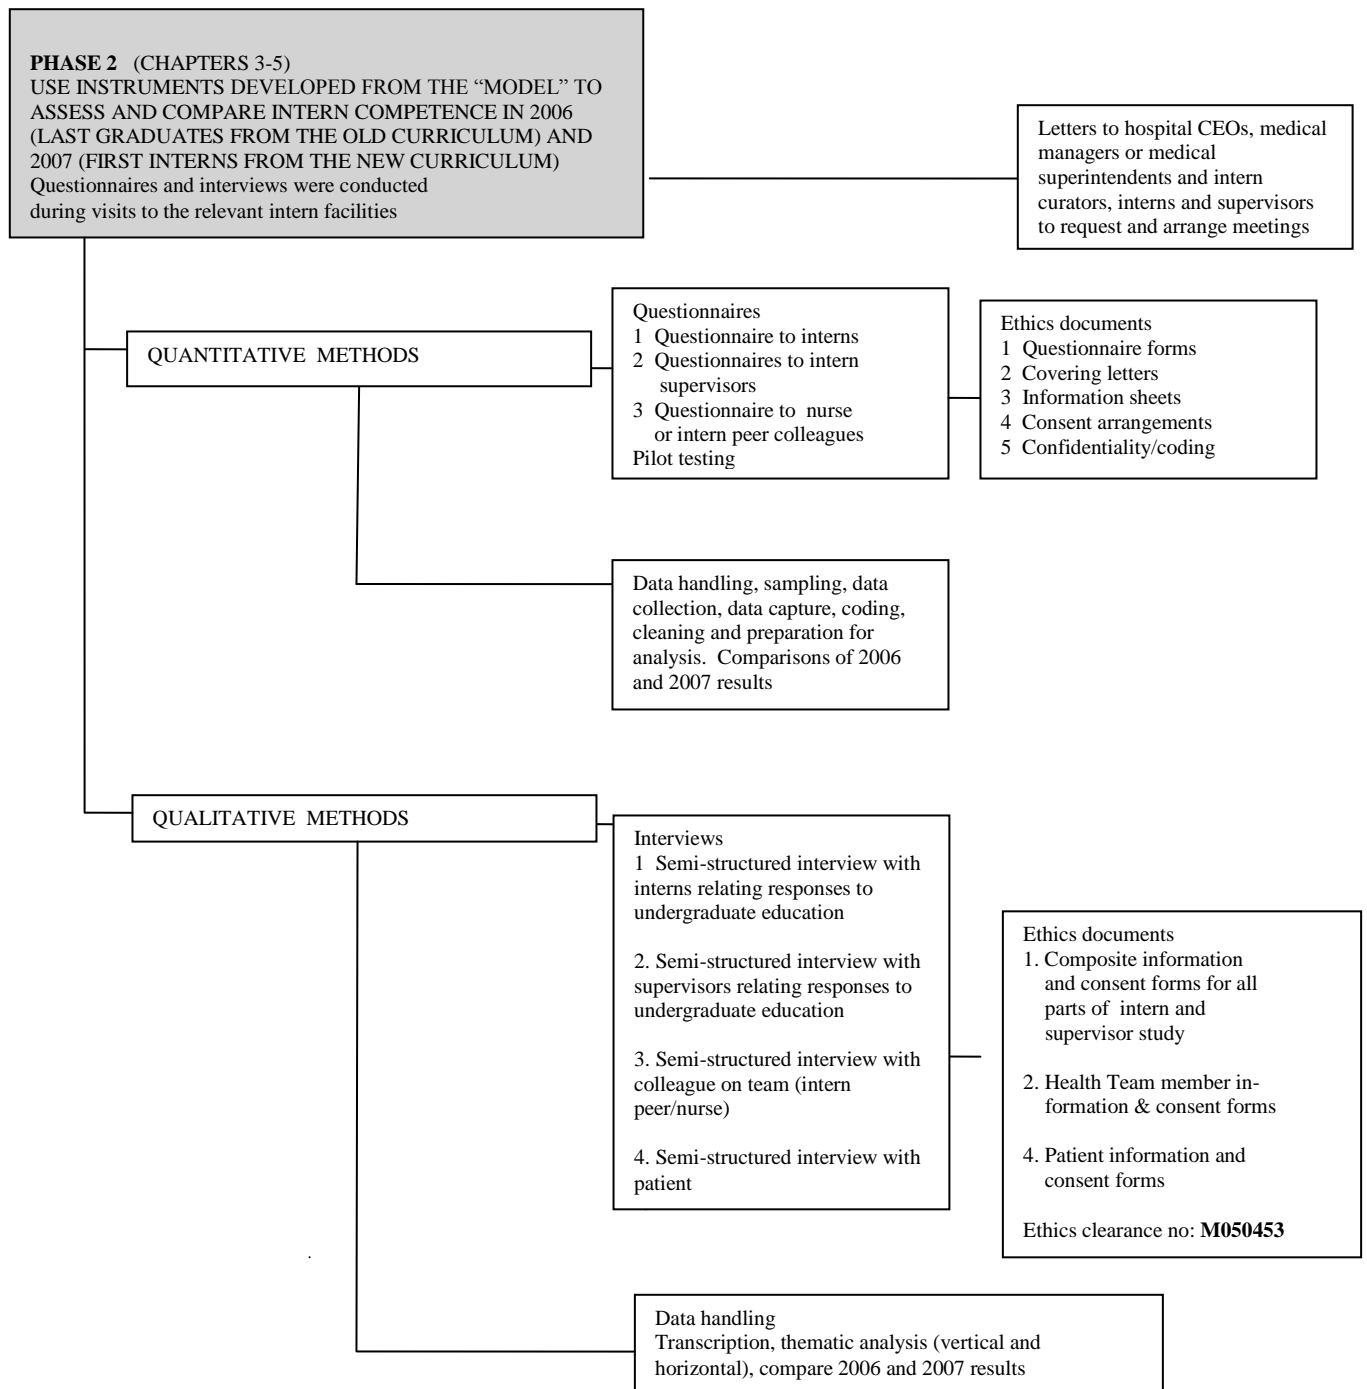 PHASE 2 (CHAPTERS 3-5)
USE INSTRUMENTS DEVELOPED FROM THE “MODEL” TO
ASSESS AND COMPARE INTERN COMPETENCE IN 2006
(LAST GRADUATES FROM THE OLD CURRICULUM) AND
2007 (FIRST INTERNS FROM THE NEW CURRICULUM)
Questionnaires and interviews were conducted
during visits to the relevant intern facilities
Letters to hospital CEOs, medical
managers or medical
superintendents and intern
curators, interns and supervisors
to request and arrange meetings
QUANTITATIVE METHODS
Questionnaires
1 Questionnaire to interns
2 Questionnaires to intern
supervisors
3 Questionnaire to nurse
or intern peer colleagues
Pilot testing
Ethics documents
1 Questionnaire forms
2 Covering letters
3 Information sheets
4 Consent arrangements
5 Confidentiality/coding
Data handling, sampling, data
collection, data capture, coding,
cleaning and preparation for
analysis. Comparisons of 2006
and 2007 results
QUALITATIVE METHODS
Interviews
1 Semi-structured interview with
interns relating responses to
undergraduate education
2. Semi-structured interview with
supervisors relating responses to
undergraduate education
3. Semi-structured interview with
colleague on team (intern
peer/nurse)
4. Semi-structured interview with
patient
Ethics documents
1. Composite information
and consent forms for all
parts of intern and
supervisor study
2. Health Team member in-
formation & consent forms
4. Patient information and
consent forms
Ethics clearance no: M050453
.
Data handling
Transcription, thematic analysis (vertical and
horizontal), compare 2006 and 2007 results